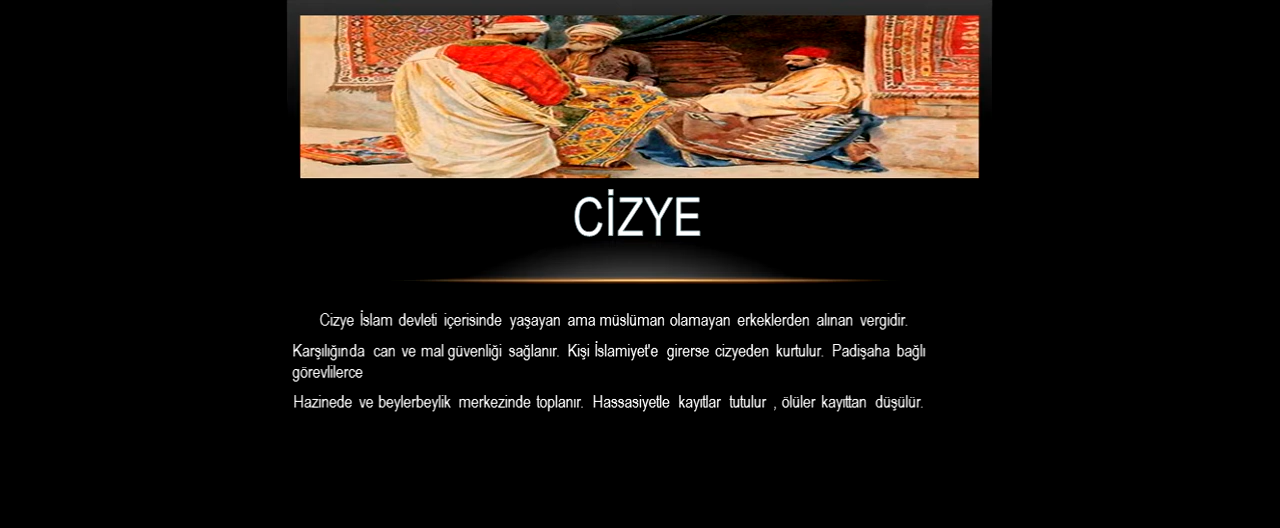 CİZYE
Cizye İslam devleti içerisinde yaşayan ama müslüman olamayan erkeklerden alınan vergidir.
Karşılığında can ve mal güvenliği sağlanır. Kişi İslamiyet'e girerse cizyeden kurtulur. Padişaha bağlı
görevlilerce
Hazinede ve beylerbeylik merkezinde toplanır. Hassasiyetle kayıtlar tutulur , ölüler kayıttan düşülür.